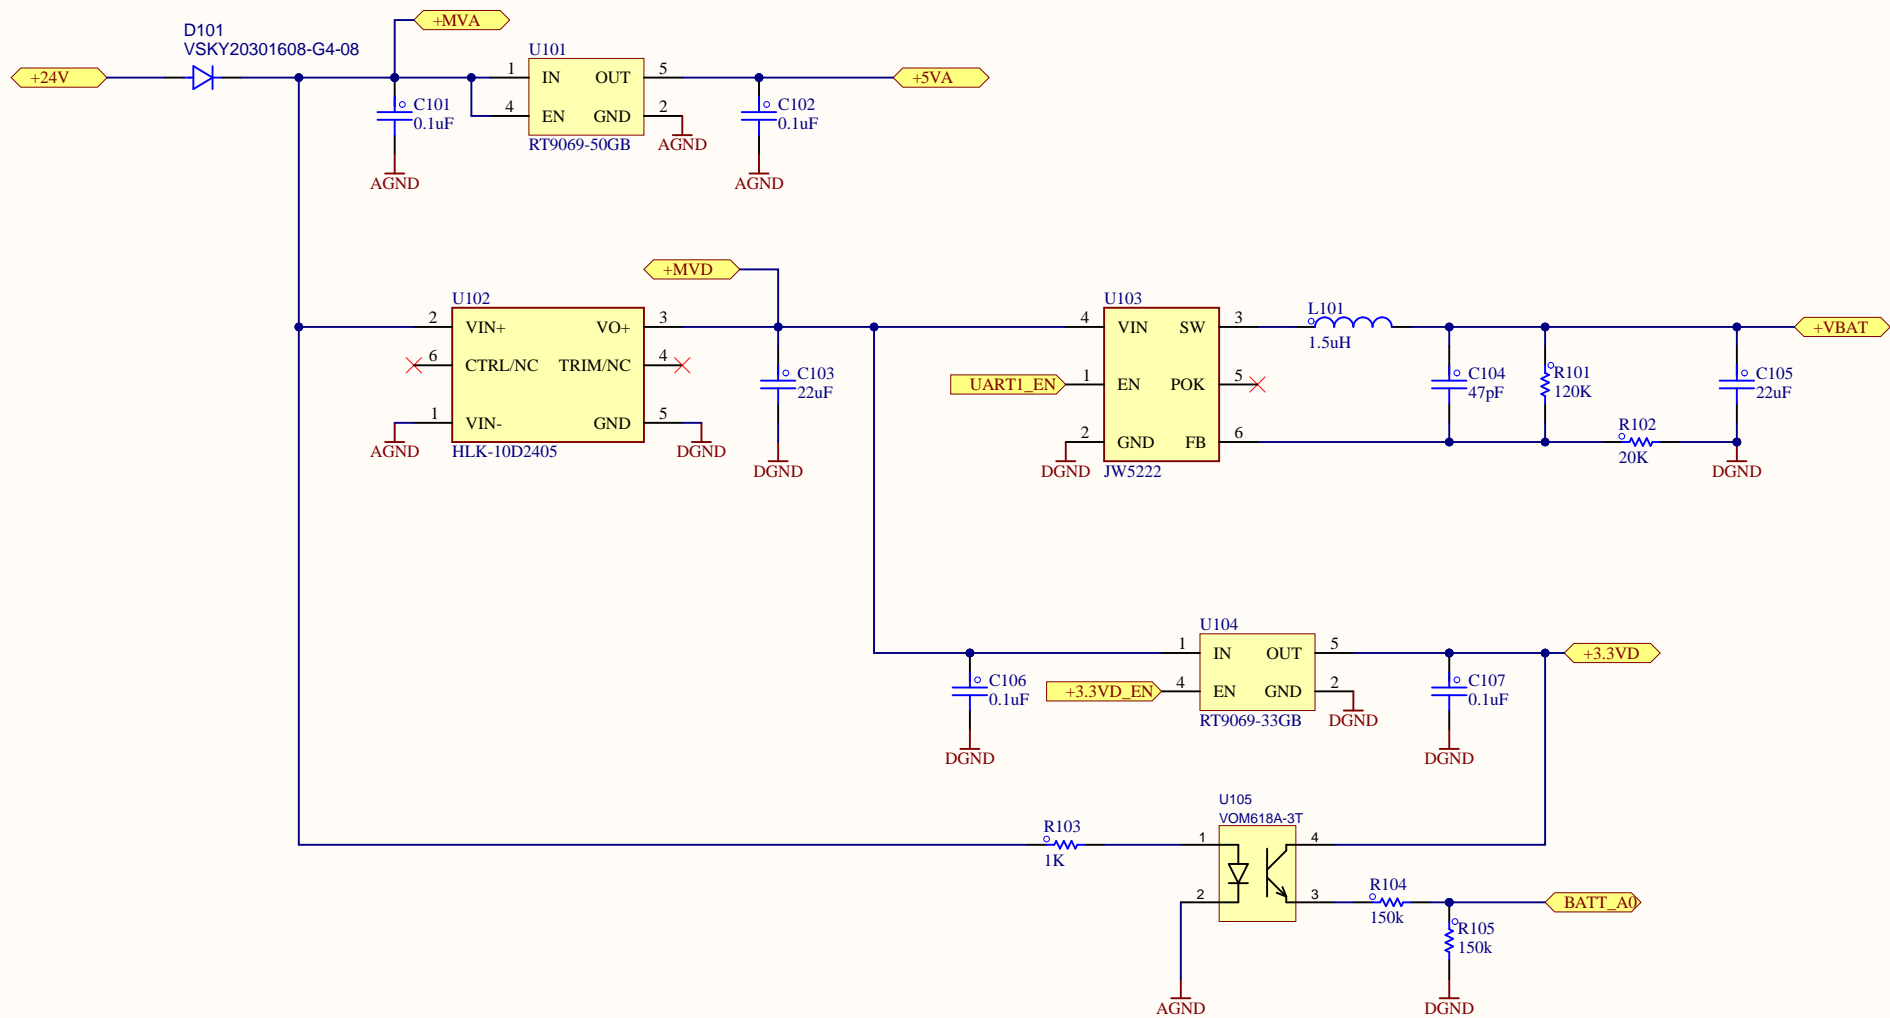 +MVA
D101
VSKY20301608-G4-08
+24V
U101
1 IN OUT 5
4 EN GND 2
RT9069-50GB
+5VA
C101
0.1uF
AGND
AGND
C102
0.1uF
AGND
+MVD
U102
2 VIN+ VO+ 3
6 CTRL/NC TRIM/NC 4
1 VIN- GND 5
HLK-10D2405
AGND
DGND
C103
22uF
DGND
U103
4 VIN SW 3
UART1_EN 1 EN POK 5
2 GND FB 6
JW5222
DGND
L101
1.5uH
+VBAT
C104
47pF
R101
120K
C105
22uF
R102
20K
DGND
U104
1 IN OUT 5
+3.3VD_EN 4 EN GND 2
RT9069-33GB
DGND
C106
0.1uF
DGND
C107
0.1uF
DGND
+3.3VD
U105
VOM618A-3T
1 4
2 3
R103
1K
AGND
R104
150k
BATT_A0
R105
150k
DGND